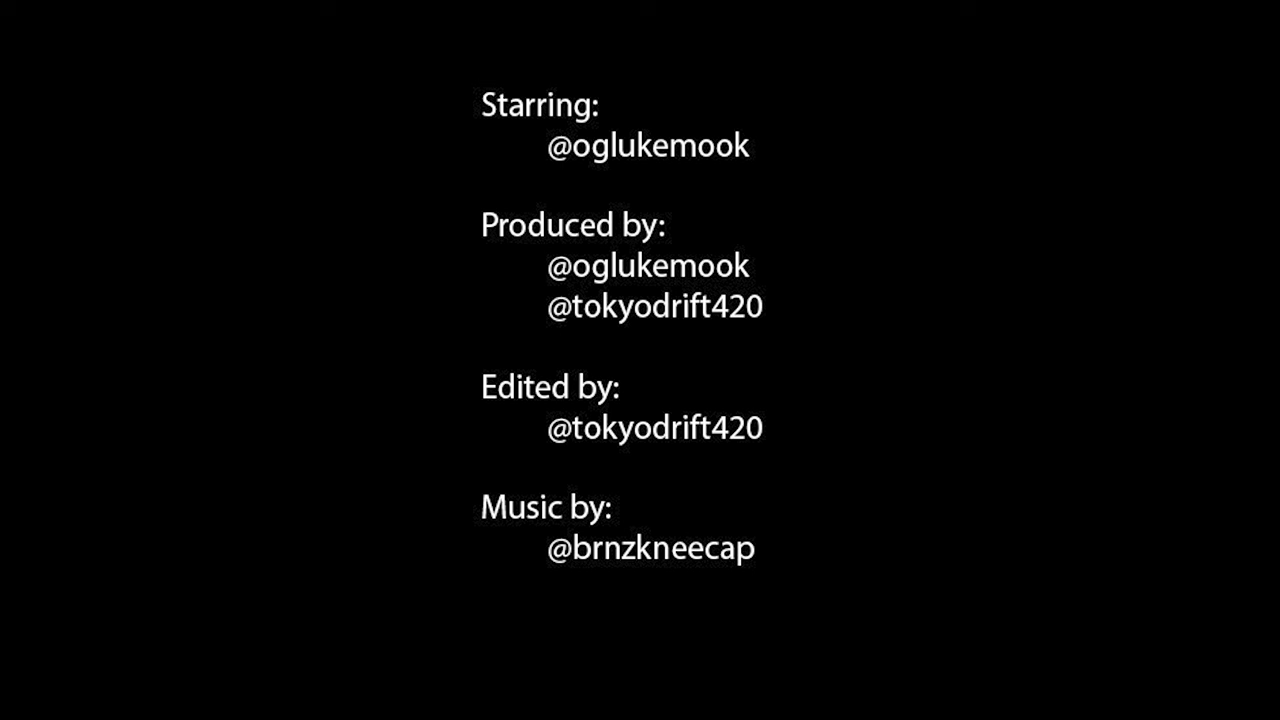 Starring:
@oglukemook
Produced by:
@oglukemook
@tokyodrift420
Edited by:
@tokyodrift420
Music by:
@brnzkneecap